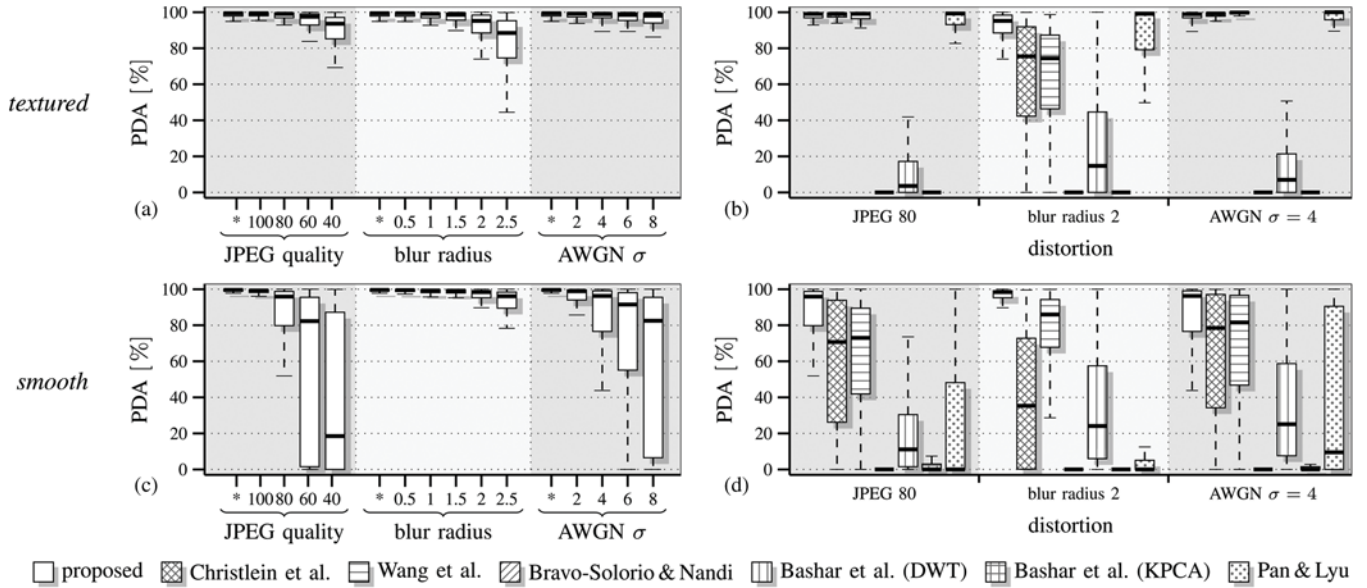 textured
PDA [%]
100
80
60
40
20
0
(a)
* 100 80 60 40
* 0.5 1 1.5 2 2.5
* 2 4 6 8
JPEG quality
blur radius
AWGN σ
PDA [%]
100
80
60
40
20
0
(b)
JPEG 80
blur radius 2
AWGN σ = 4
distortion
smooth
PDA [%]
100
80
60
40
20
0
(c)
* 100 80 60 40
* 0.5 1 1.5 2 2.5
* 2 4 6 8
JPEG quality
blur radius
AWGN σ
PDA [%]
100
80
60
40
20
0
(d)
JPEG 80
blur radius 2
AWGN σ = 4
distortion
proposed
Christlein et al.
Wang et al.
Bravo-Solorio & Nandi
Bashar et al. (DWT)
Bashar et al. (KPCA)
Pan & Lyu